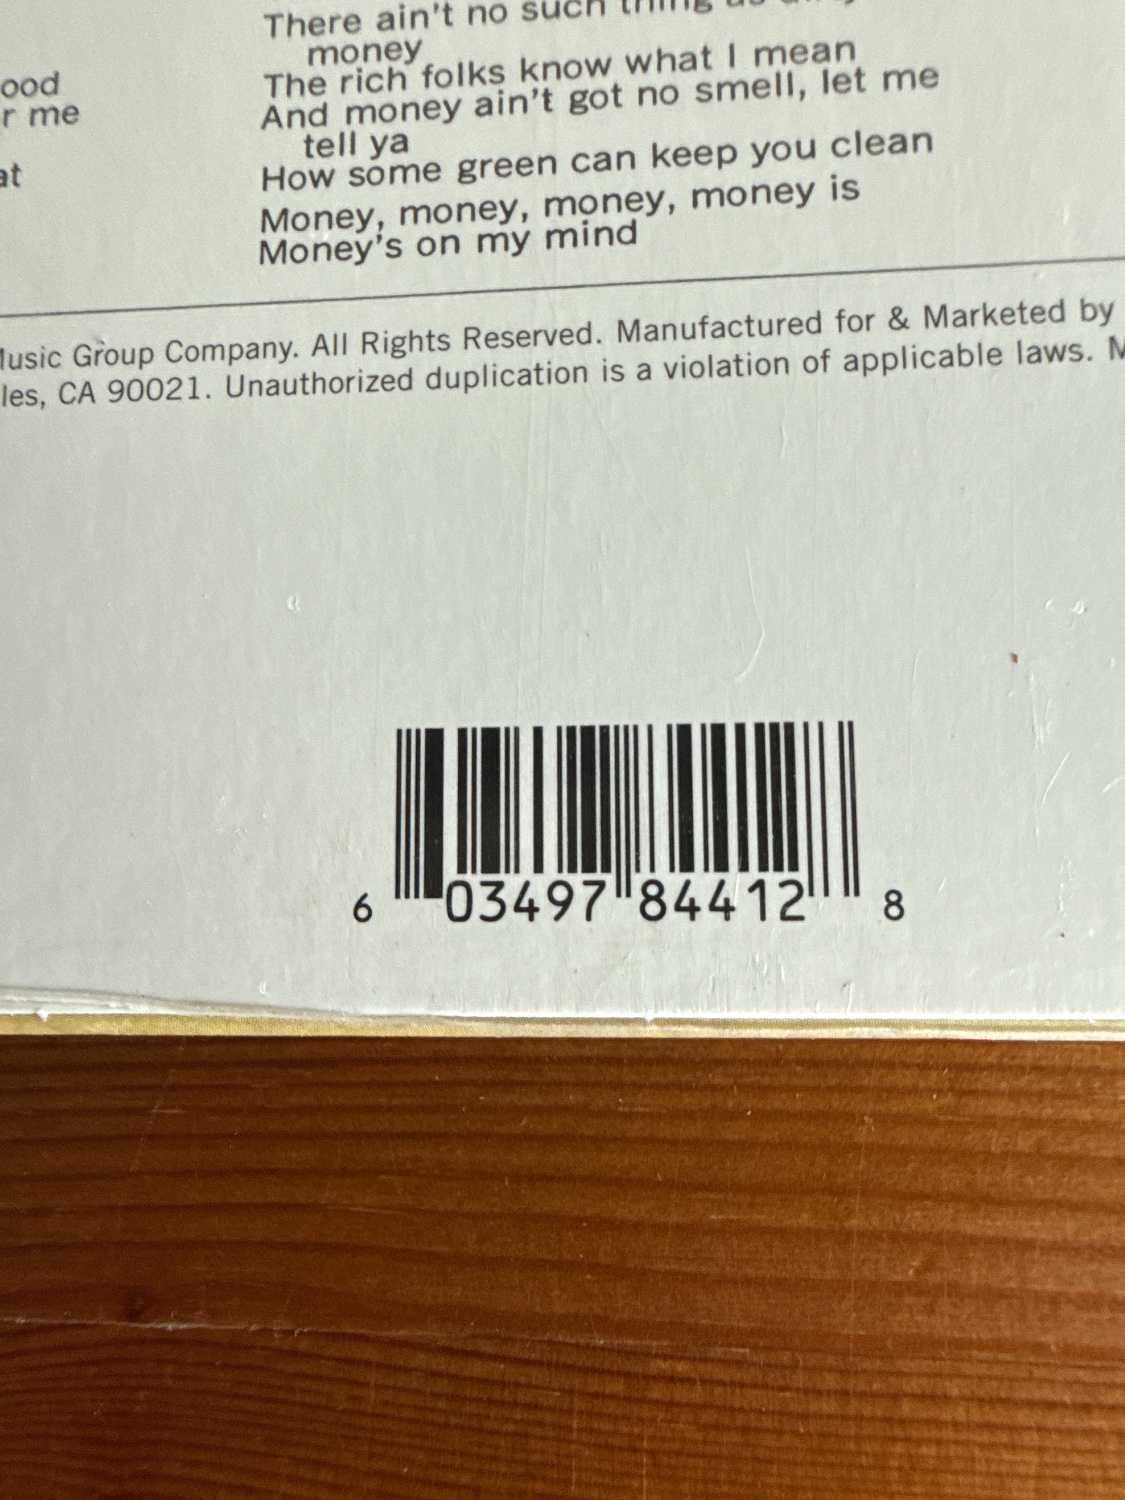 There ain't no such thing as
money
The rich folks know what I mean
And money ain't got no smell, let me
tell ya
How some green can keep you clean
Money, money, money, money is
Money's on my mind
ood
r me
at
Music Group Company. All Rights Reserved. Manufactured for & Marketed by
les, CA 90021. Unauthorized duplication is a violation of applicable laws. M
6 03497 84412 8